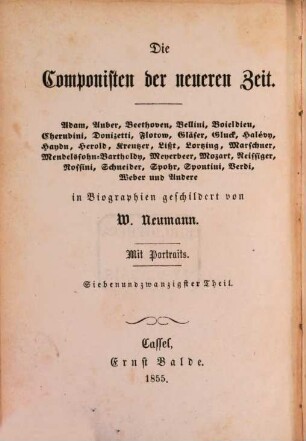 Die
Componisten der neueren Zeit.
Adam, Auber, Beethoven, Bellini, Boieldieu,
Cherubini, Donizetti, Flotow, Gläser, Gluck, Halévy,
Haydn, Herold, Kreutzer, Lißt, Lortzing, Marschner,
Mendelssohn-Bartholdy, Meyerbeer, Mozart, Reissiger,
Rossini, Schneider, Spohr, Spontini, Verdi,
Weber und Andere
in Biographien geschildert von
W. Neumann.
Mit Portraits.
Siebenundzwanzigster Theil.
Cassel,
Ernst Balde.
1855.